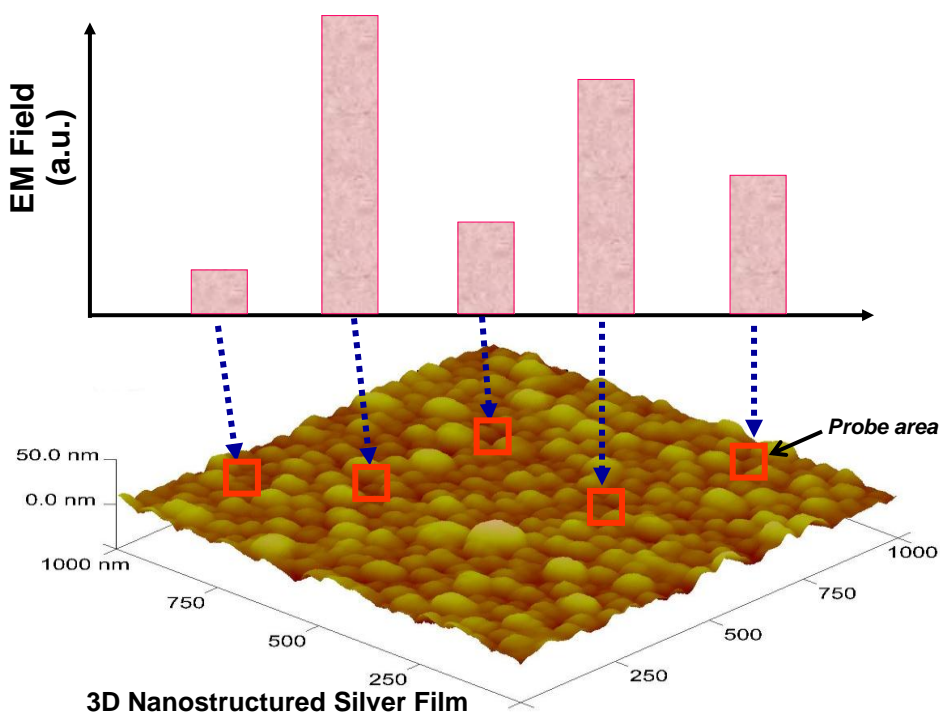 EM Field
(a.u.)
Probe area
50.0 nm
0.0 nm
1000 nm
750
500
250
1000
750
500
250
3D Nanostructured Silver Film